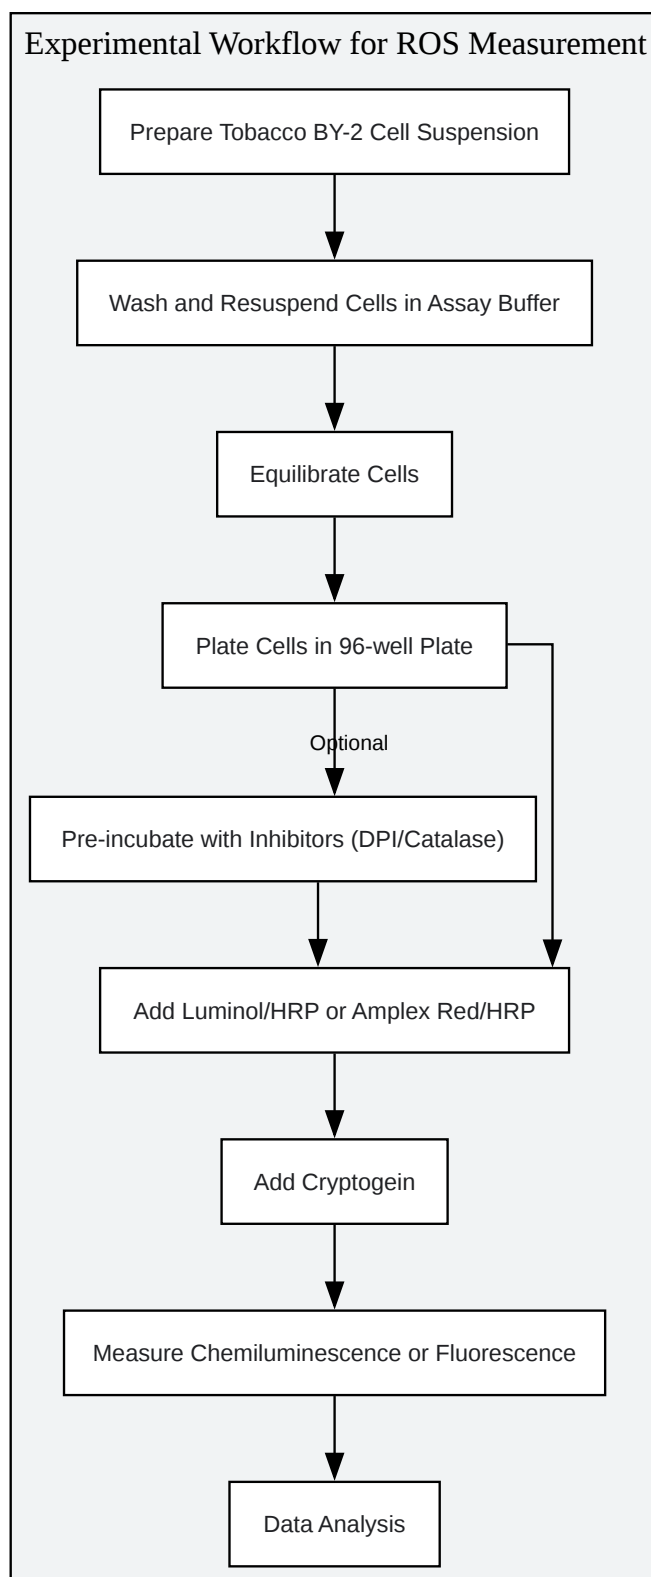 Experimental Workflow for ROS Measurement
Prepare Tobacco BY-2 Cell Suspension
Wash and Resuspend Cells in Assay Buffer
Equilibrate Cells
Plate Cells in 96-well Plate
Optional
Pre-incubate with Inhibitors (DPI/Catalase)
Add Luminol/HRP or Amplex Red/HRP
Add Cryptogein
Measure Chemiluminescence or Fluorescence
Data Analysis